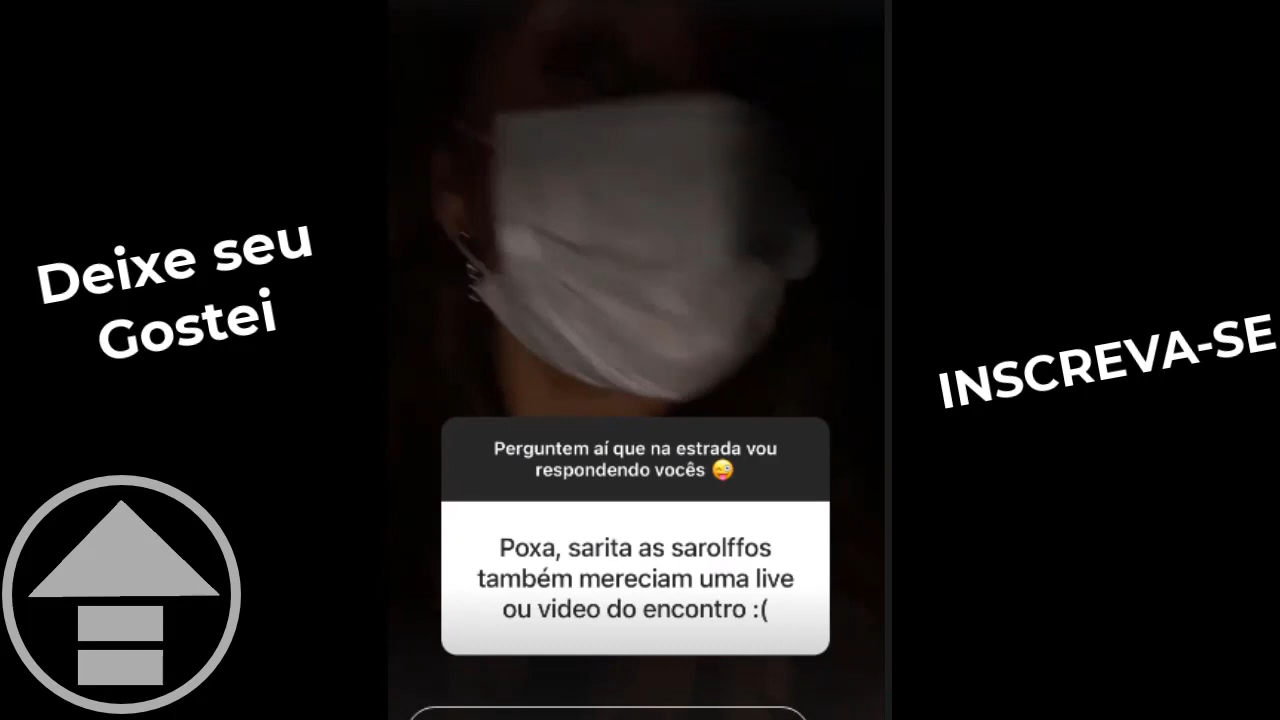 Deixe seu
Gostei
INSCREVA-SE
Perguntem aí que na estrada vou
respondendo vocês 😜
Poxa, sarita as sarolffos
também mereciam uma live
ou video do encontro :(